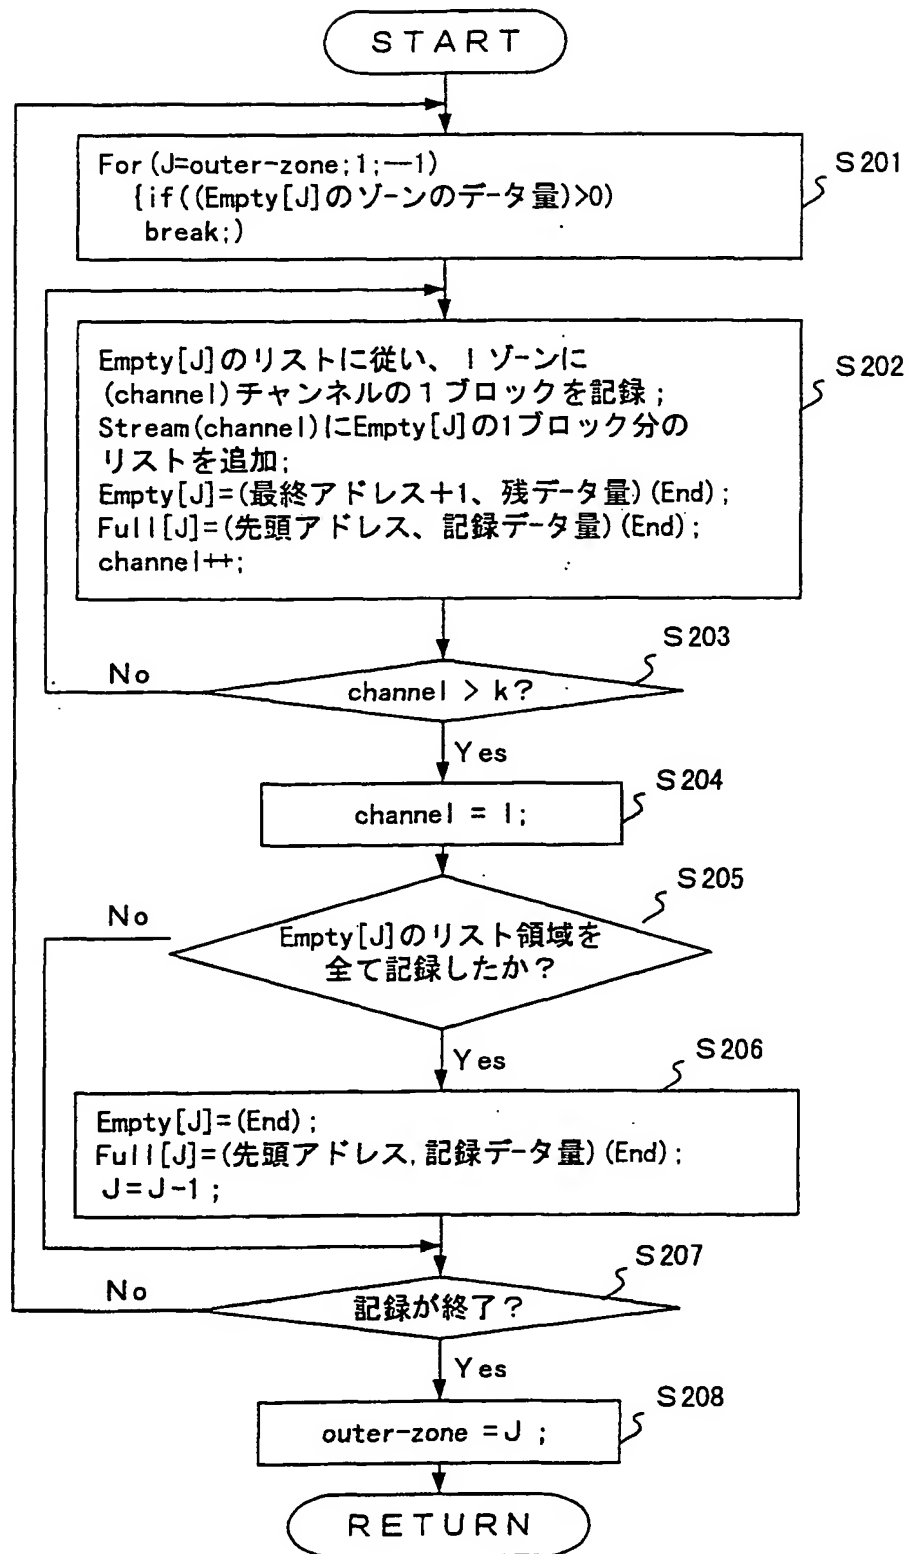 START
For(J=outer-zone;1;--1)
{if((Empty[J]のゾーンのデータ量)>0)
break;)
S201
Empty[J]のリストに従い、1ゾーンに
(channel)チャンネルの1ブロックを記録;
Stream(channel)にEmpty[J]の1ブロック分の
リストを追加;
Empty[J]=(最終アドレス+1、残データ量)(End);
Full[J]=(先頭アドレス、記録データ量)(End);
channel++;
S202
channel > k?
S203
No
Yes
channel = 1;
S204
Empty[J]のリスト領域を
全て記録したか?
S205
No
Yes
Empty[J]=(End);
Full[J]=(先頭アドレス,記録データ量)(End);
J=J-1;
S206
記録が終了?
S207
No
Yes
outer-zone =J ;
S208
RETURN